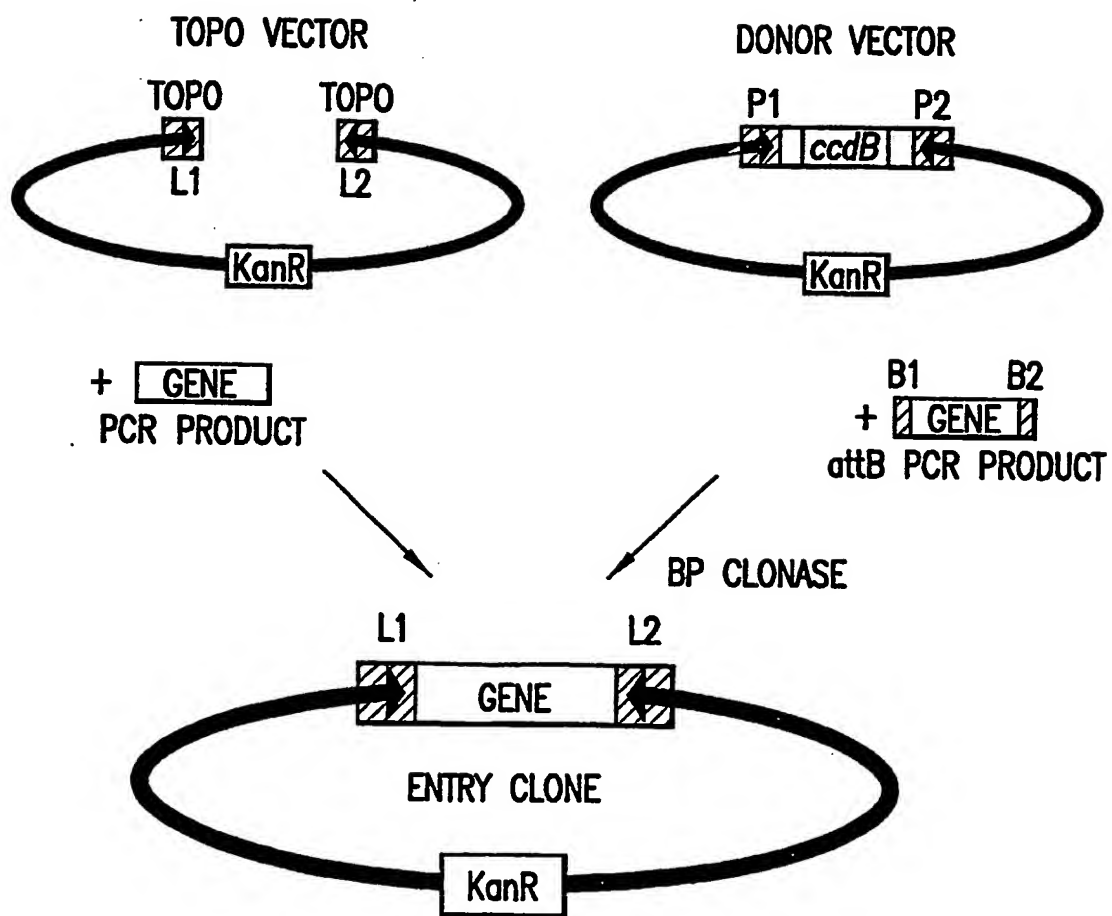 TOPO VECTOR
TOPO
TOPO
L1
L2
KanR
+ GENE
PCR PRODUCT
DONOR VECTOR
P1
P2
ccdB
KanR
B1
B2
+ GENE
attB PCR PRODUCT
BP CLONASE
L1
L2
GENE
ENTRY CLONE
KanR